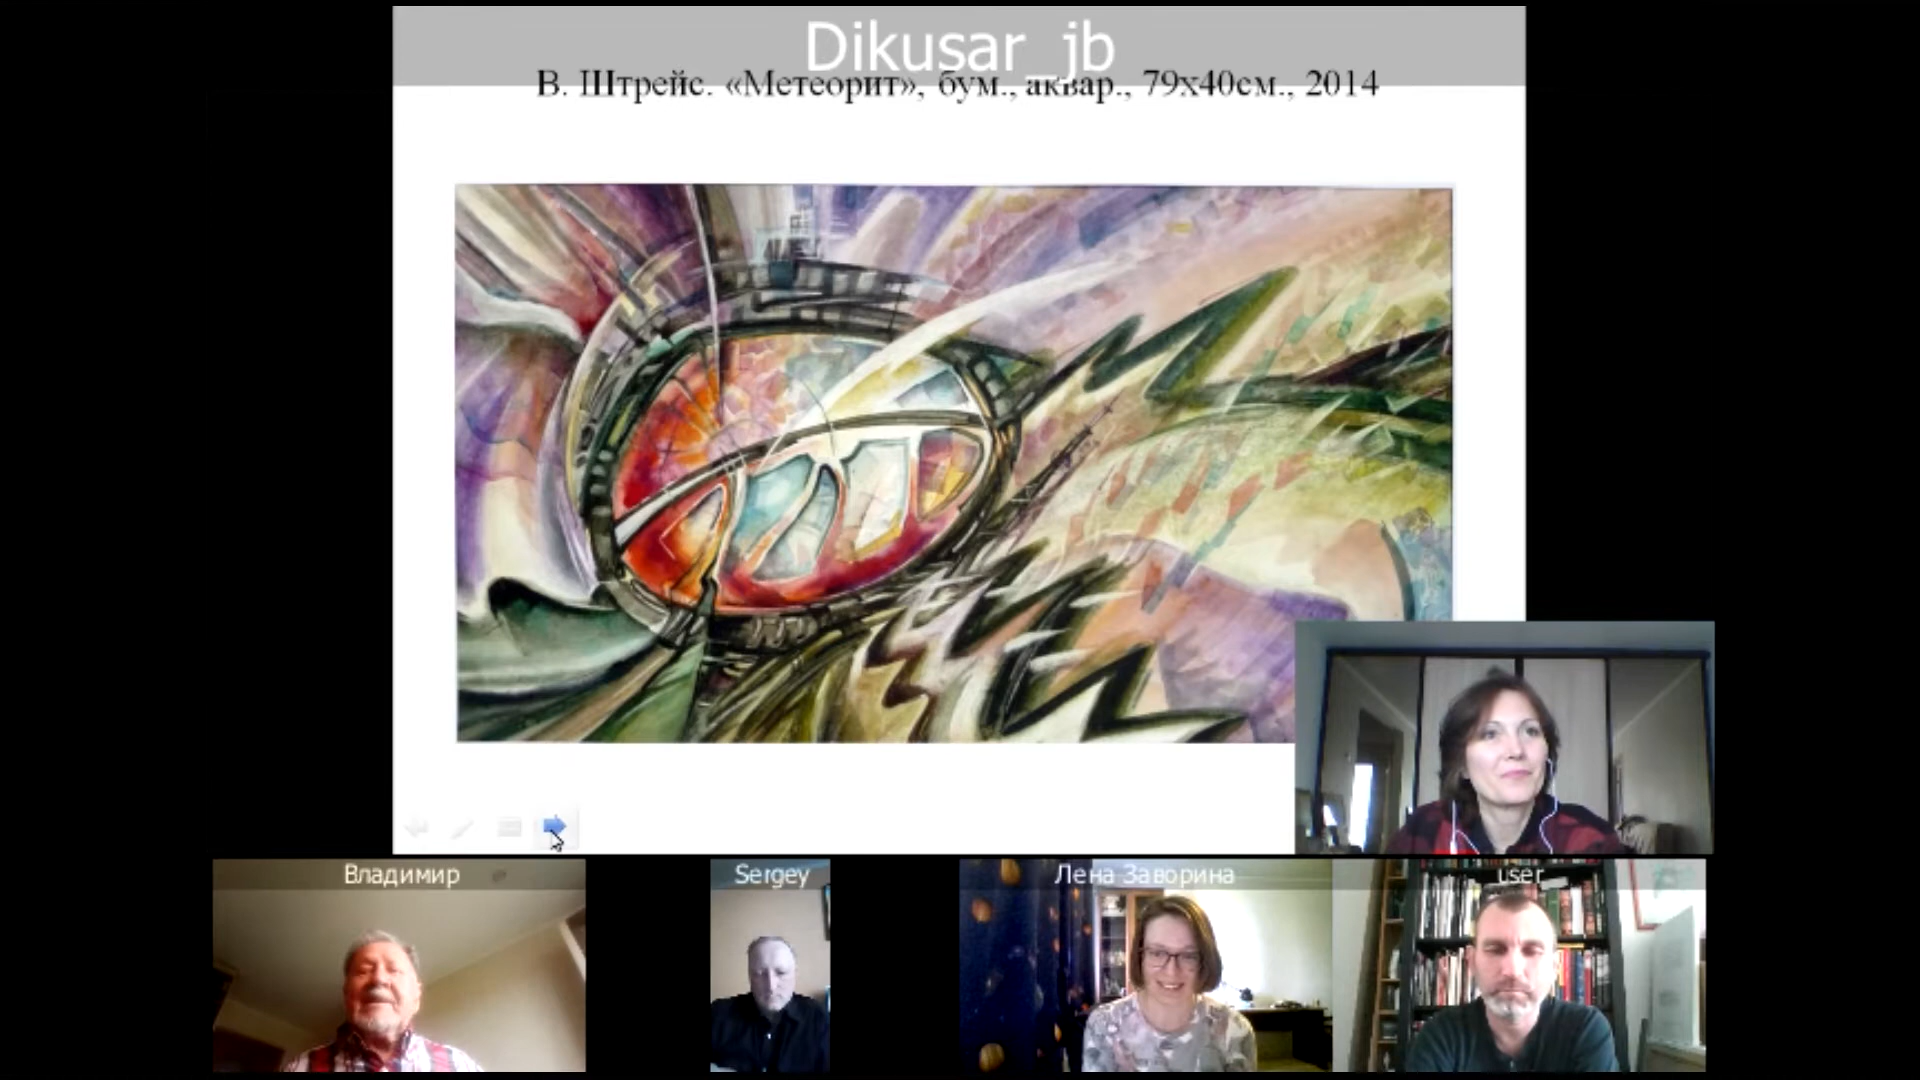 Dikusar_jb
В. Штрейс. «Метеорит», бум., аквар., 79х40см., 2014
Владимир
Sergey
Лена Заворина
user